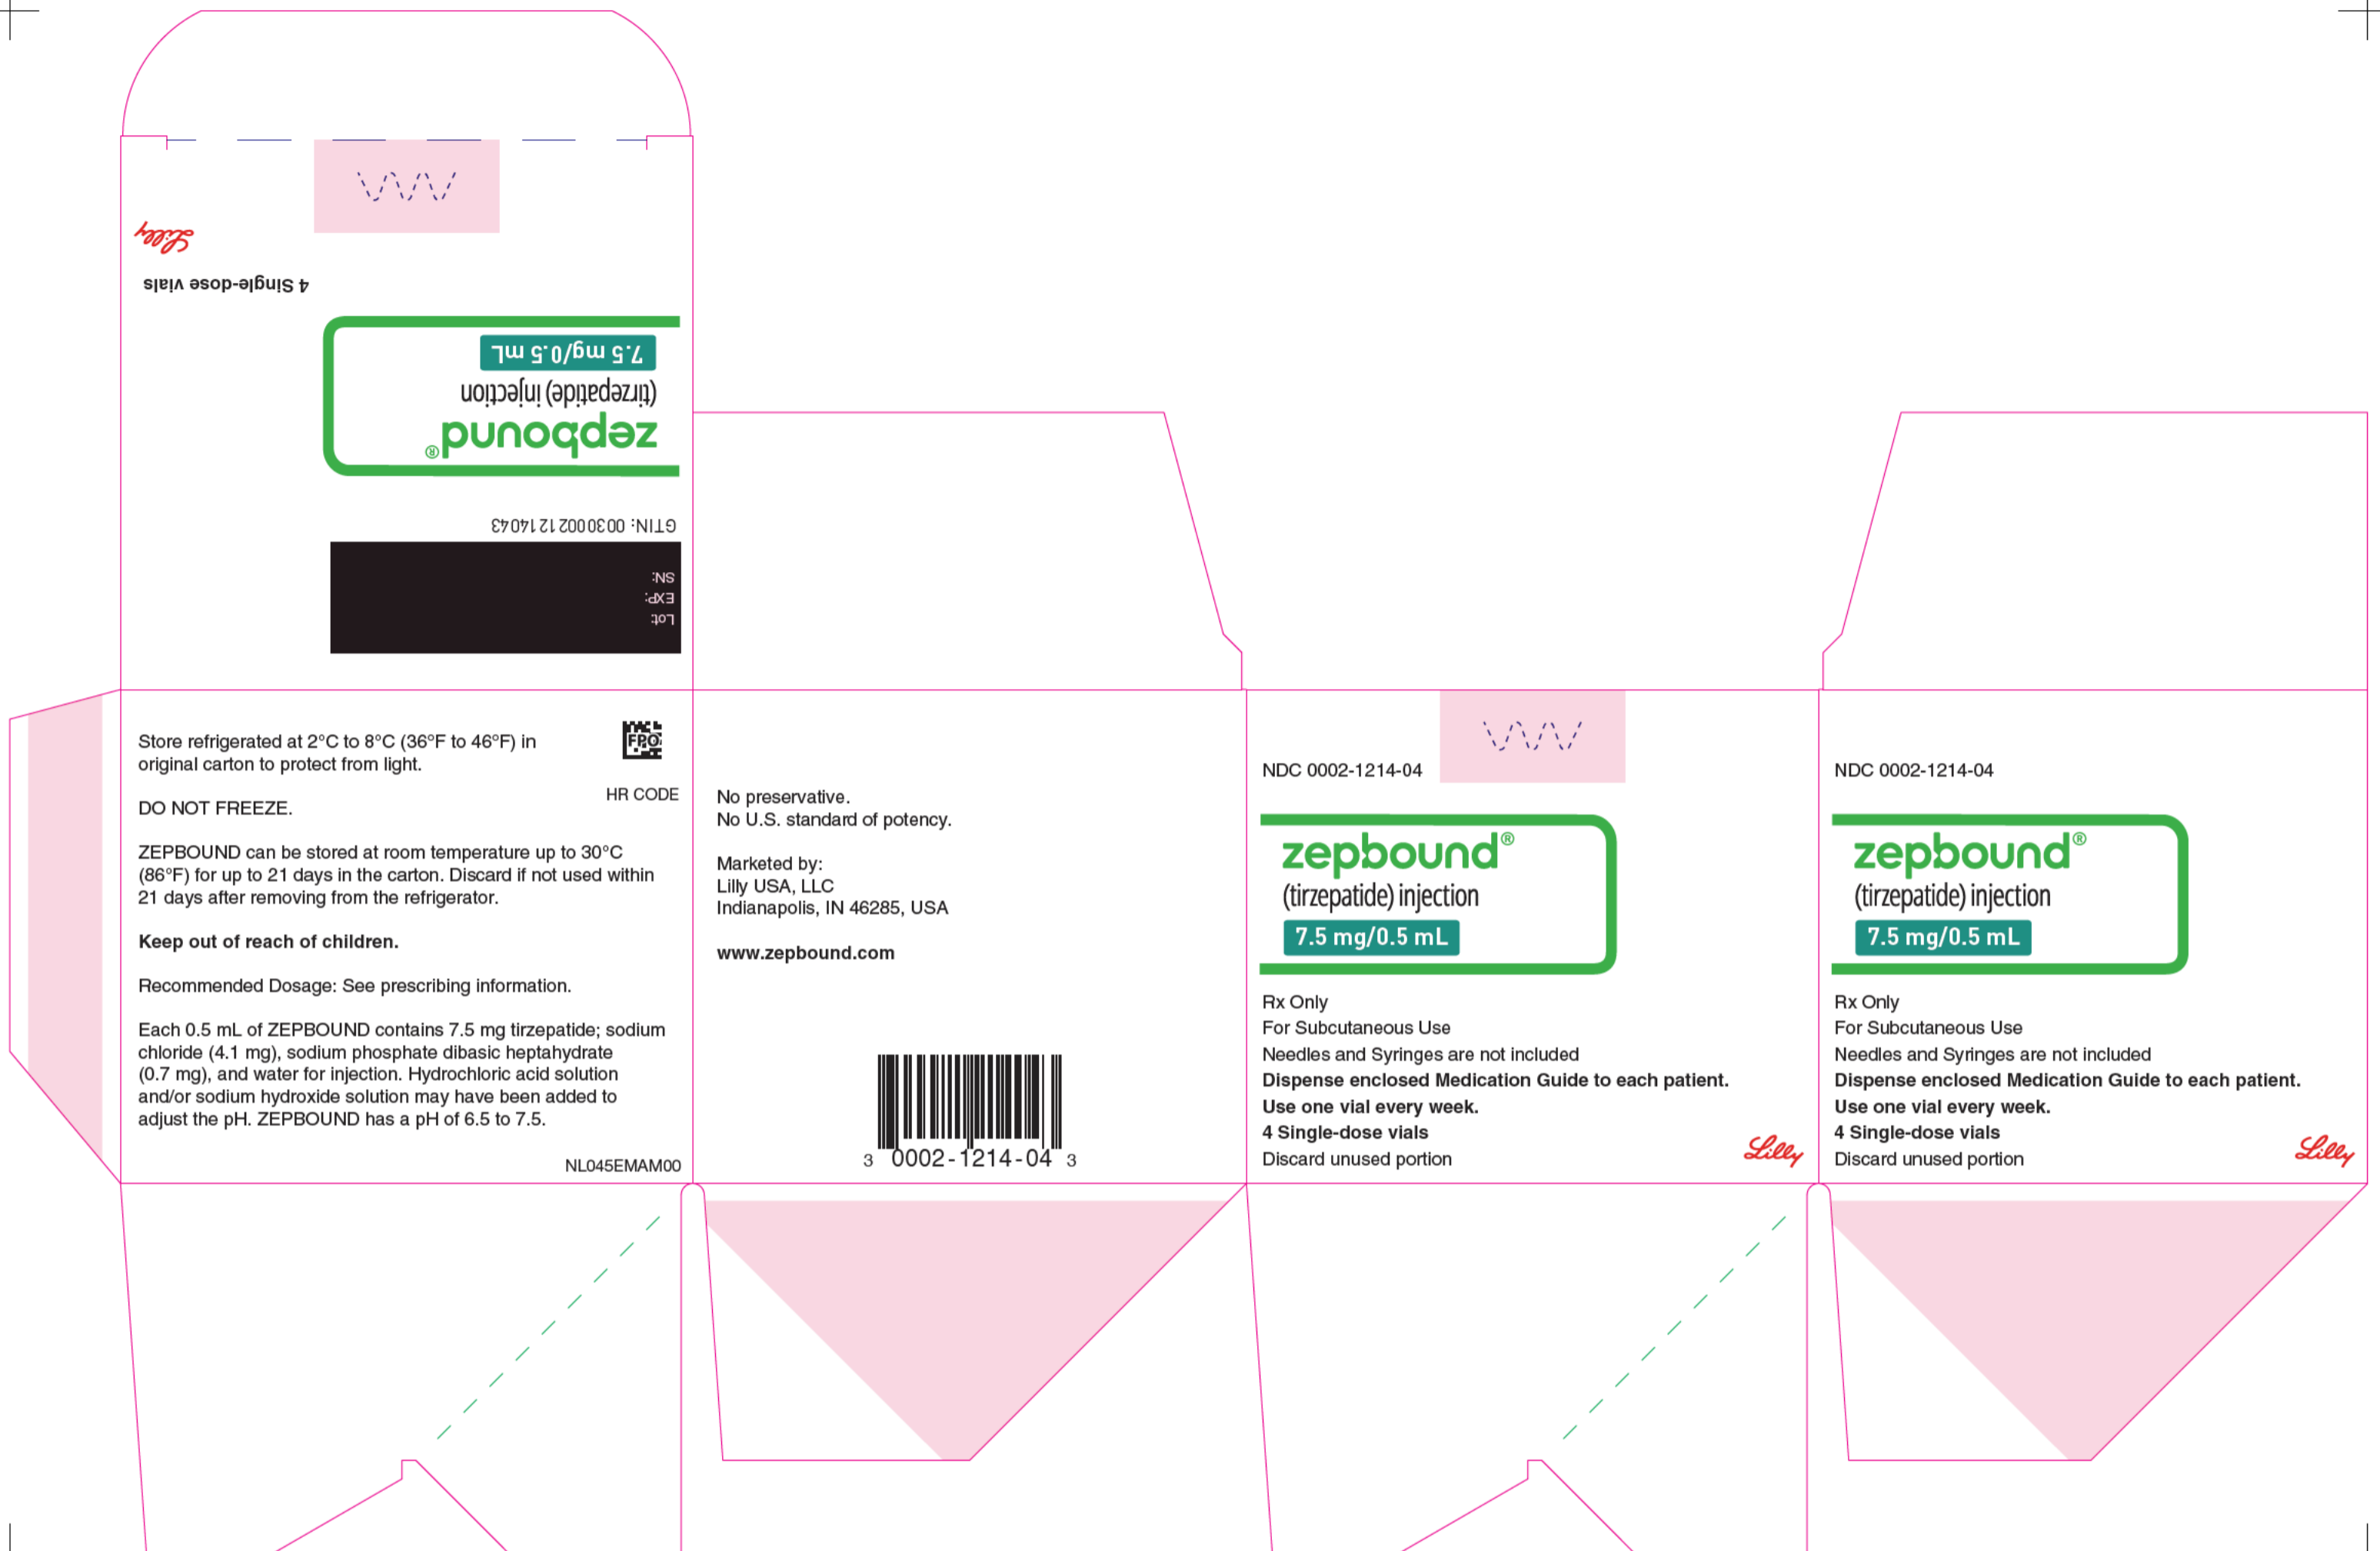 Lilly
4 Single-dose vials
7.5 mg/0.5 mL
(tirzepatide) injection
zepbound®
GTIN: 00300021214043
SN:
EXP:
Lot:
Store refrigerated at 2°C to 8°C (36°F to 46°F) in
original carton to protect from light.
FPO
HR CODE
DO NOT FREEZE.
ZEPBOUND can be stored at room temperature up to 30°C
(86°F) for up to 21 days in the carton. Discard if not used within
21 days after removing from the refrigerator.
Keep out of reach of children.
Recommended Dosage: See prescribing information.
Each 0.5 mL of ZEPBOUND contains 7.5 mg tirzepatide; sodium
chloride (4.1 mg), sodium phosphate dibasic heptahydrate
(0.7 mg), and water for injection. Hydrochloric acid solution
and/or sodium hydroxide solution may have been added to
adjust the pH. ZEPBOUND has a pH of 6.5 to 7.5.
NL045EMAM00
No preservative.
No U.S. standard of potency.
Marketed by:
Lilly USA, LLC
Indianapolis, IN 46285, USA
www.zepbound.com
3 0002-1214-04 3
NDC 0002-1214-04
zepbound®
(tirzepatide) injection
7.5 mg/0.5 mL
Rx Only
For Subcutaneous Use
Needles and Syringes are not included
Dispense enclosed Medication Guide to each patient.
Use one vial every week.
4 Single-dose vials
Discard unused portion
Lilly
NDC 0002-1214-04
zepbound®
(tirzepatide) injection
7.5 mg/0.5 mL
Rx Only
For Subcutaneous Use
Needles and Syringes are not included
Dispense enclosed Medication Guide to each patient.
Use one vial every week.
4 Single-dose vials
Discard unused portion
Lilly